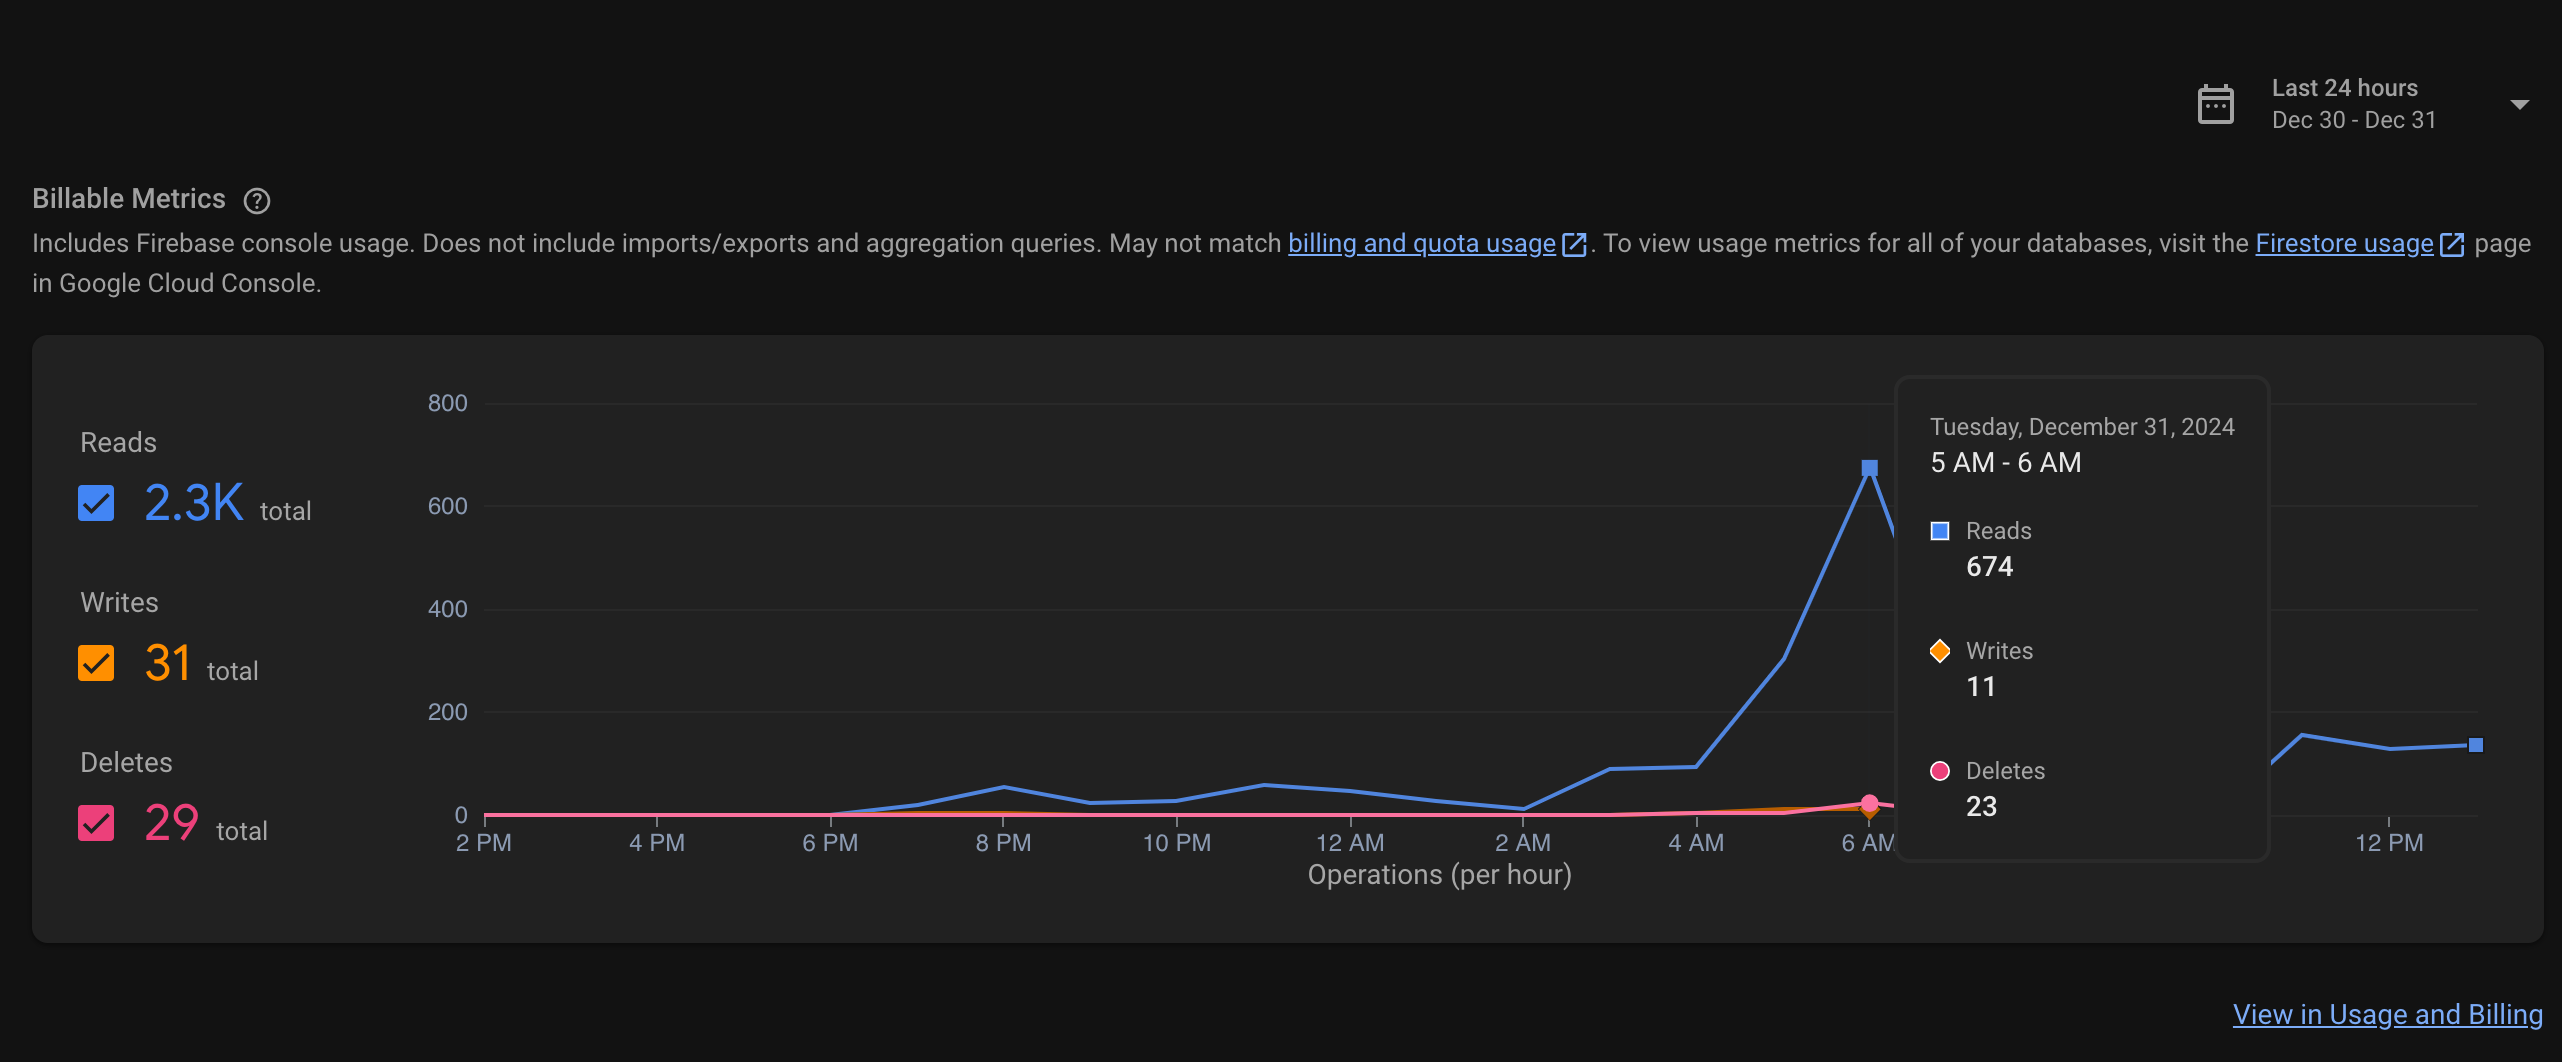 Last 24 hours
Dec 30 - Dec 31
Billable Metrics
Includes Firebase console usage. Does not include imports/exports and aggregation queries. May not match billing and quota usage. To view usage metrics for all of your databases, visit the Firestore usage page
in Google Cloud Console.
Reads
2.3K total
Writes
31 total
Deletes
29 total
800
600
400
200
0
2 PM 4 PM 6 PM 8 PM 10 PM 12 AM 2 AM 4 AM 6 AM 12 PM
Operations (per hour)
Tuesday, December 31, 2024
5 AM - 6 AM
Reads
674
Writes
11
Deletes
23
View in Usage and Billing